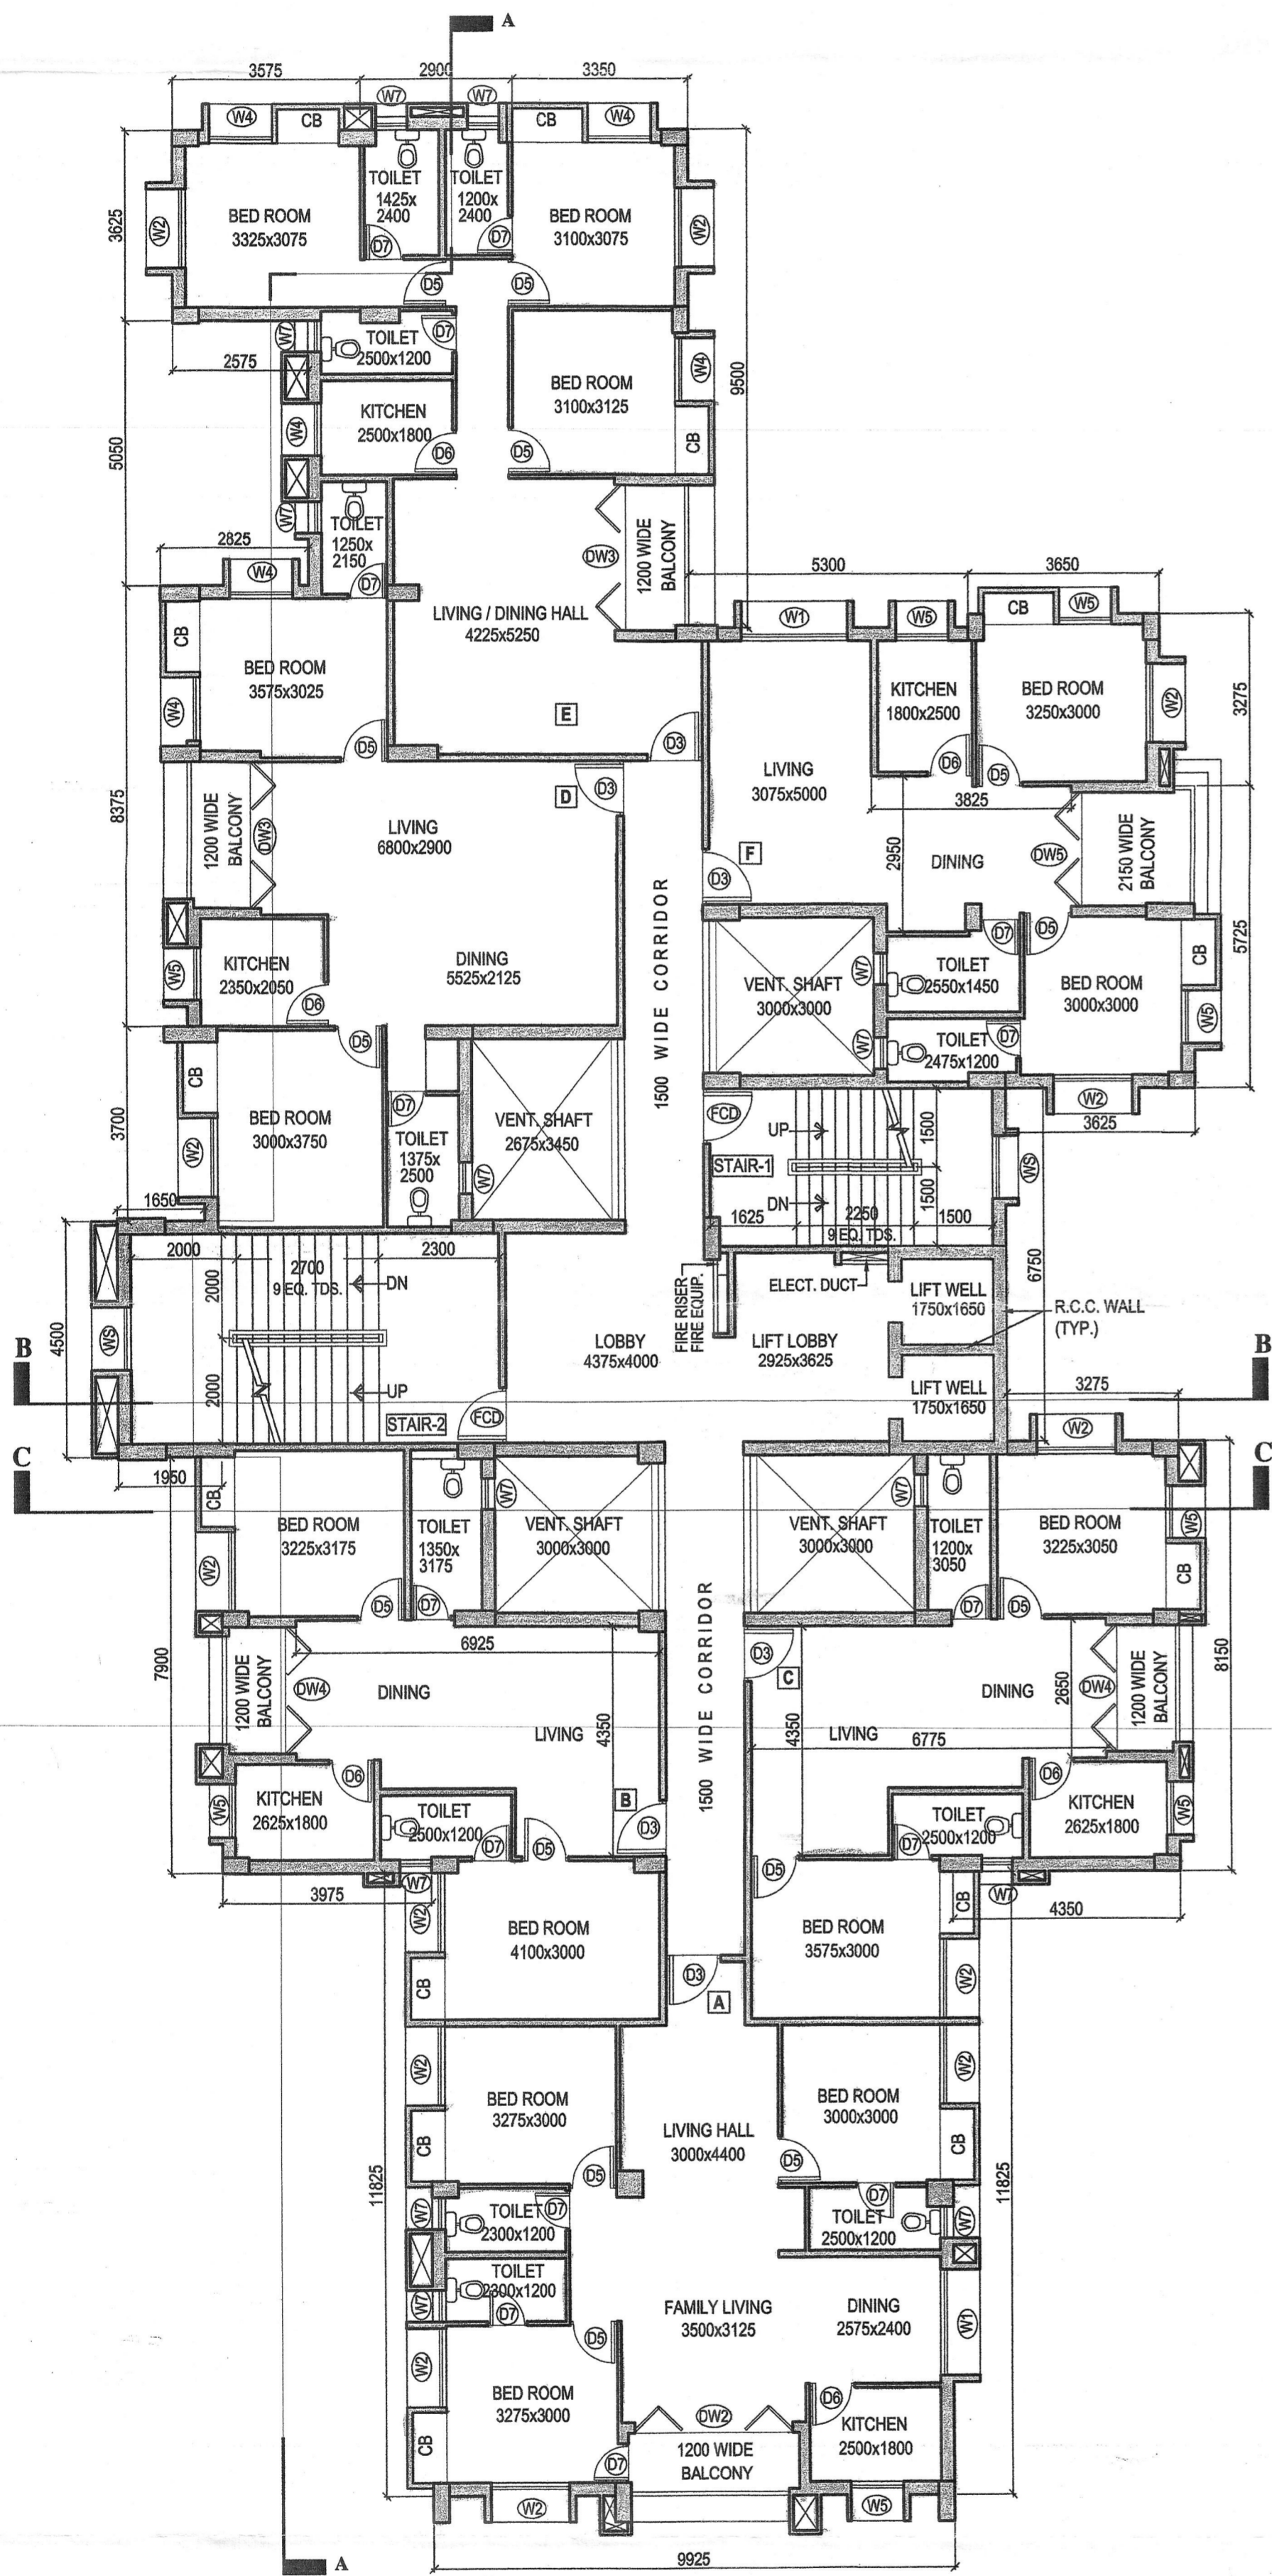 A
3575
2900
3350
W4
CB
W7
W7
CB
W4
TOILET
1425x
2400
TOILET
1200x
2400
BED ROOM
3325x3075
BED ROOM
3100x3075
3625
W2
W2
D7
D7
D5
D5
W7
TOILET
2500x1200
D7
2575
BED ROOM
3100x3125
W4
9500
KITCHEN
2500x1800
W4
D6
D5
CB
5050
W7
TOILET
1250x
2150
D7
2825
W4
DW3
1200 WIDE
BALCONY
5300
3650
LIVING / DINING HALL
4225x5250
W1
W5
CB
W5
CB
BED ROOM
3575x3025
W4
D5
E
D3
KITCHEN
1800x2500
BED ROOM
3250x3000
W2
3275
D6
D5
LIVING
3075x5000
3825
D
D3
8375
1200 WIDE
BALCONY
DW3
LIVING
6800x2900
F
D3
2950
DINING
DW5
2150 WIDE
BALCONY
1500 WIDE CORRIDOR
KITCHEN
2350x2050
W5
D6
DINING
5525x2125
VENT. SHAFT
3000x3000
W7
TOILET
2550x1450
D7
D5
BED ROOM
3000x3000
CB
W5
5725
W7
TOILET
2475x1200
D7
W2
3625
D5
CB
BED ROOM
3000x3750
W2
3700
D7
TOILET
1375x
2500
W7
VENT. SHAFT
2675x3450
FCD
UP
STAIR-1
DN
1500
1500
WS
1625
2250
9 EQ. TDS.
1500
1650
2000
2700
9 EQ. TDS.
2300
DN
2000
2000
UP
WS
4500
STAIR-2
FCD
LOBBY
4375x4000
FIRE RISER
FIRE EQUIP.
ELECT. DUCT
LIFT LOBBY
2925x3625
LIFT WELL
1750x1650
LIFT WELL
1750x1650
R.C.C. WALL
(TYP.)
6750
3275
B
B
C
C
1950
W2
CB
BED ROOM
3225x3175
W2
TOILET
1350x
3175
W7
VENT. SHAFT
3000x3000
VENT. SHAFT
3000x3000
W7
TOILET
1200x
3050
BED ROOM
3225x3050
W5
CB
D5
D7
D7
D5
6925
1500 WIDE CORRIDOR
D3
C
7900
1200 WIDE
BALCONY
DW4
DINING
LIVING
4350
4350
LIVING
6775
DINING
2650
DW4
1200 WIDE
BALCONY
8150
W5
KITCHEN
2625x1800
D6
TOILET
2500x1200
D7
D5
B
D3
TOILET
2500x1200
D7
D6
KITCHEN
2625x1800
W5
D5
3975
W7
W2
BED ROOM
4100x3000
CB
BED ROOM
3575x3000
CB
W7
4350
W2
D3
A
W2
BED ROOM
3275x3000
CB
D5
LIVING HALL
3000x4400
BED ROOM
3000x3000
W2
CB
D5
11825
11825
W7
TOILET
2300x1200
D7
D7
TOILET
2500x1200
W7
W7
TOILET
2300x1200
D7
D5
FAMILY LIVING
3500x3125
DINING
2575x2400
W1
W2
BED ROOM
3275x3000
CB
D7
DW2
1200 WIDE
BALCONY
D6
KITCHEN
2500x1800
W2
W5
9925
A